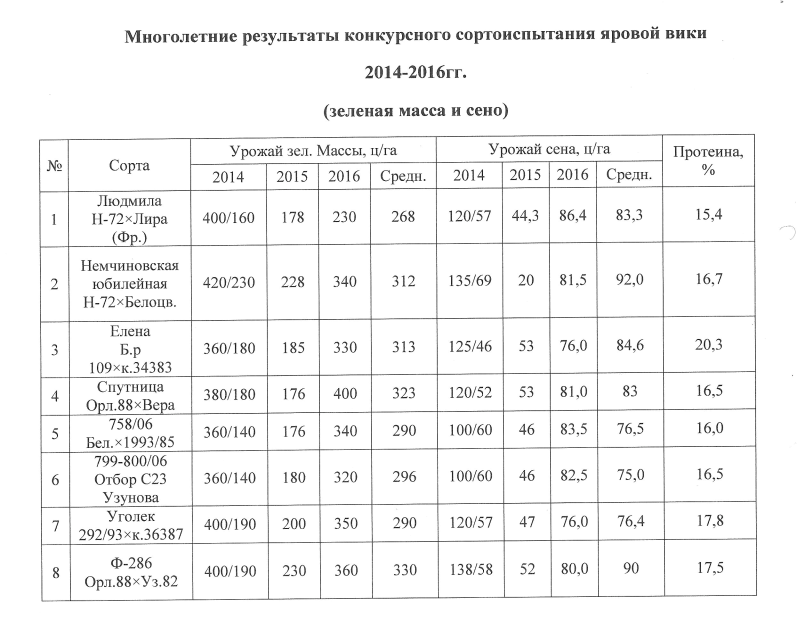 Многолетние результаты конкурсного сортоиспытания яровой вики
2014-2016гг.
(зеленая масса и сено)
№ Сорта Урожай зел. Массы, ц/га Урожай сена, ц/га Протеина, %
2014 2015 2016 Средн. 2014 2015 2016 Средн.
1 Людмила Н-72×Лира (Фр.) 400/160 178 230 268 120/57 44,3 86,4 83,3 15,4
2 Немчиновская юбилейная Н-72×Белоцв. 420/230 228 340 312 135/69 20 81,5 92,0 16,7
3 Елена Б.р 109×к.34383 360/180 185 330 313 125/46 53 76,0 84,6 20,3
4 Спутница Орл.88×Вера 380/180 176 400 323 120/52 53 81,0 83 16,5
5 758/06 Бел.×1993/85 360/140 176 340 290 100/60 46 83,5 76,5 16,0
6 799-800/06 Отбор С23 Узунова 360/140 180 320 296 100/60 46 82,5 75,0 16,5
7 Уголек 292/93×к.36387 400/190 200 350 290 120/57 47 76,0 76,4 17,8
8 Ф-286 Орл.88×Уз.82 400/190 230 360 330 138/58 52 80,0 90 17,5